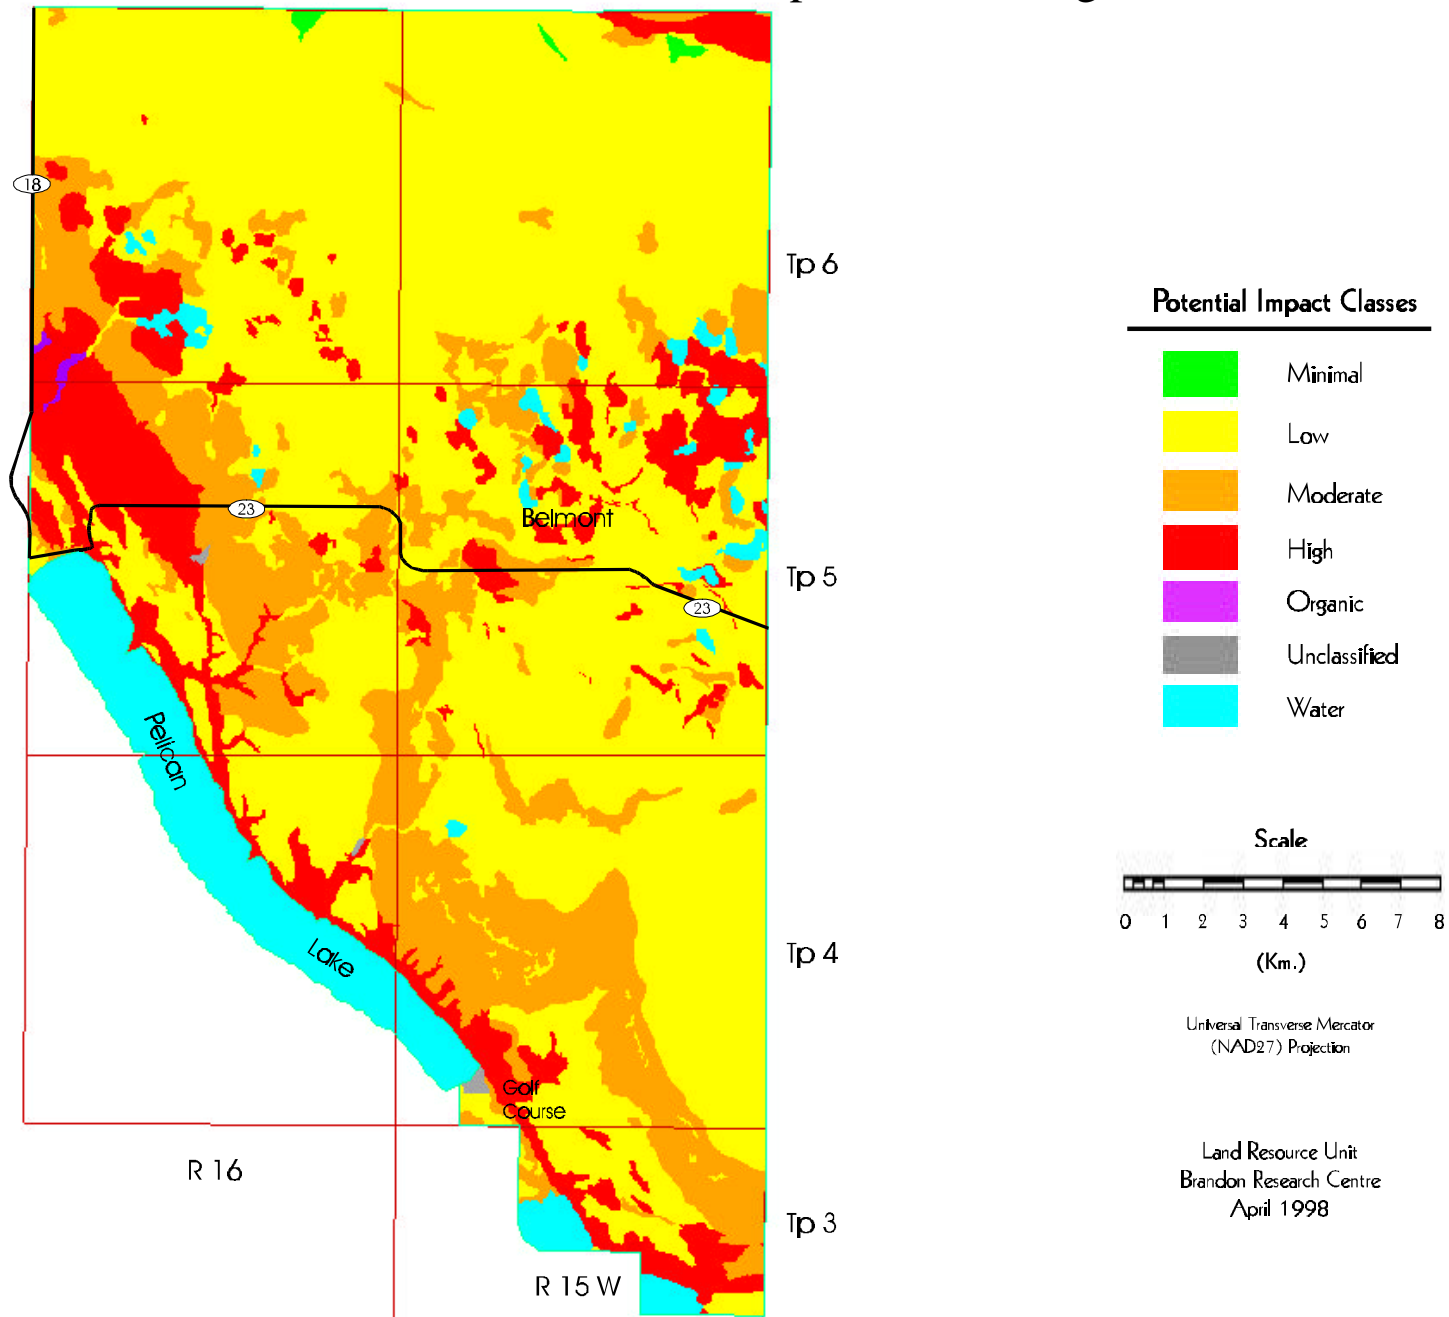 18
Tp 6
23
Belmont
Tp 5
23
Pelican
Lake
Tp 4
Golf
Course
R 16
Tp 3
R 15 W
Potential Impact Classes
Minimal
Low
Moderate
High
Organic
Unclassified
Water
Scale
0 1 2 3 4 5 6 7 8
(Km.)
Universal Transverse Mercator
(NAD27) Projection
Land Resource Unit
Brandon Research Centre
April 1998